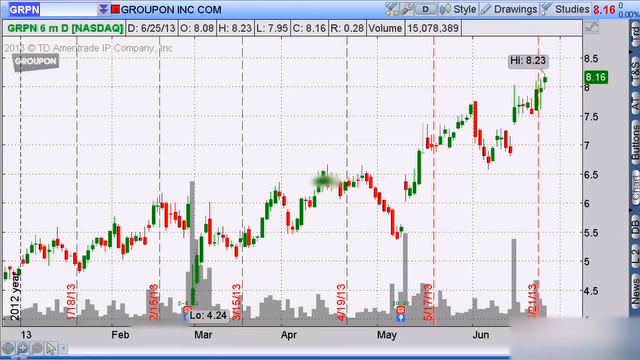 GRPN GROUPON INC COM D Style Drawings Studies 8.16 0 0.00%
GRPN 6 m D [NASDAQ] D: 6/25/13 O: 8.08 H: 8.23 L: 7.95 C: 8.16 R: 0.28 Volume 15,078,389
© TD Ameritrade IP Company, Inc.
GROUPON
Hi: 8.23
8.5
8.16
7.5
7
6.5
6
5.5
5
4.5
Lo: 4.24
2012 year
1/18/13
2/15/13
3/15/13
4/19/13
5/17/13
6/21/13
13 Feb Mar Apr May Jun
T&S
Buttons
Chart
DB
L 2
News